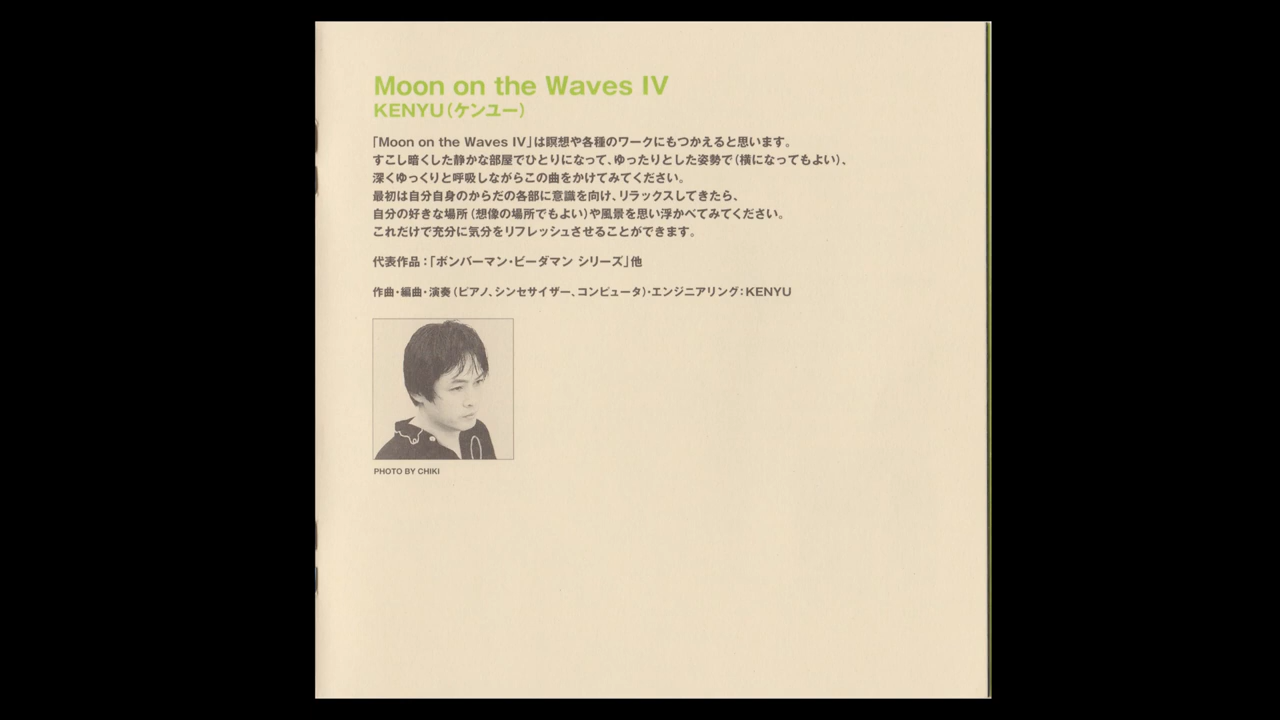 Moon on the Waves IV
KENYU（ケンユー）
「Moon on the Waves IV」は瞑想や各種のワークにもつかえると思います。
すこし暗くした静かな部屋でひとりになって、ゆったりとした姿勢で（横になってもよい）、
深くゆっくりと呼吸しながらこの曲をかけてみてください。
最初は自分自身のからだの各部に意識を向け、リラックスしてきたら、
自分の好きな場所（想像の場所でもよい）や風景を思い浮かべてみてください。
これだけで充分に気分をリフレッシュさせることができます。
代表作品：「ボンバーマン・ビーダマン シリーズ」他
作曲・編曲・演奏（ピアノ、シンセサイザー、コンピュータ）・エンジニアリング：KENYU
PHOTO BY CHIKI